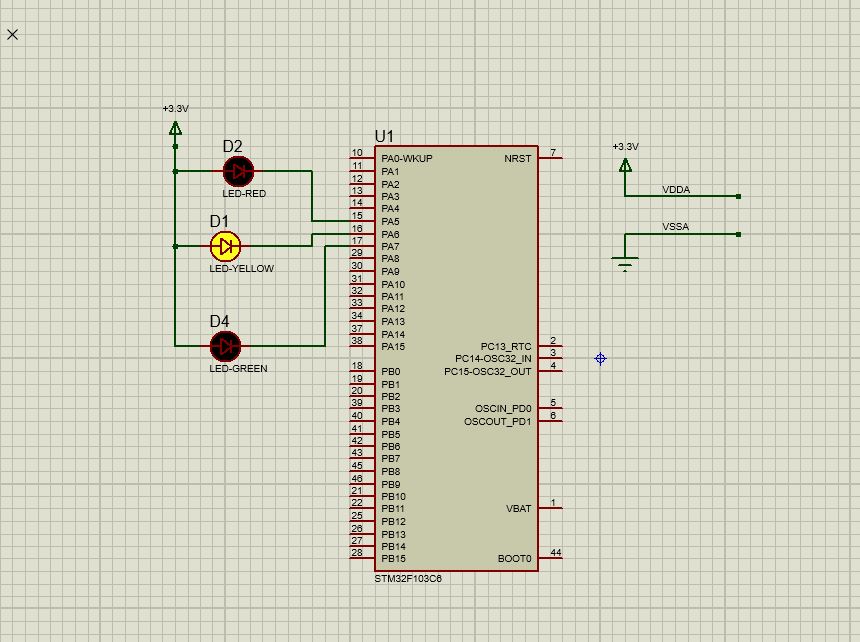 +3.3V
D2
LED-RED
D1
LED-YELLOW
D4
LED-GREEN
U1
10 PA0-WKUP NRST 7
11 PA1
12 PA2
13 PA3
14 PA4
15 PA5
16 PA6
17 PA7
29 PA8
30 PA9
31 PA10
32 PA11
33 PA12
34 PA13
37 PA14
38 PA15 PC13_RTC 2
PC14-OSC32_IN 3
18 PB0 PC15-OSC32_OUT 4
19 PB1
20 PB2
39 PB3 OSCIN_PD0 5
40 PB4 OSCOUT_PD1 6
41 PB5
42 PB6
43 PB7
45 PB8
46 PB9
21 PB10
22 PB11 VBAT 1
25 PB12
26 PB13
27 PB14
28 PB15 BOOT0 44
STM32F103C6
+3.3V
VDDA
VSSA